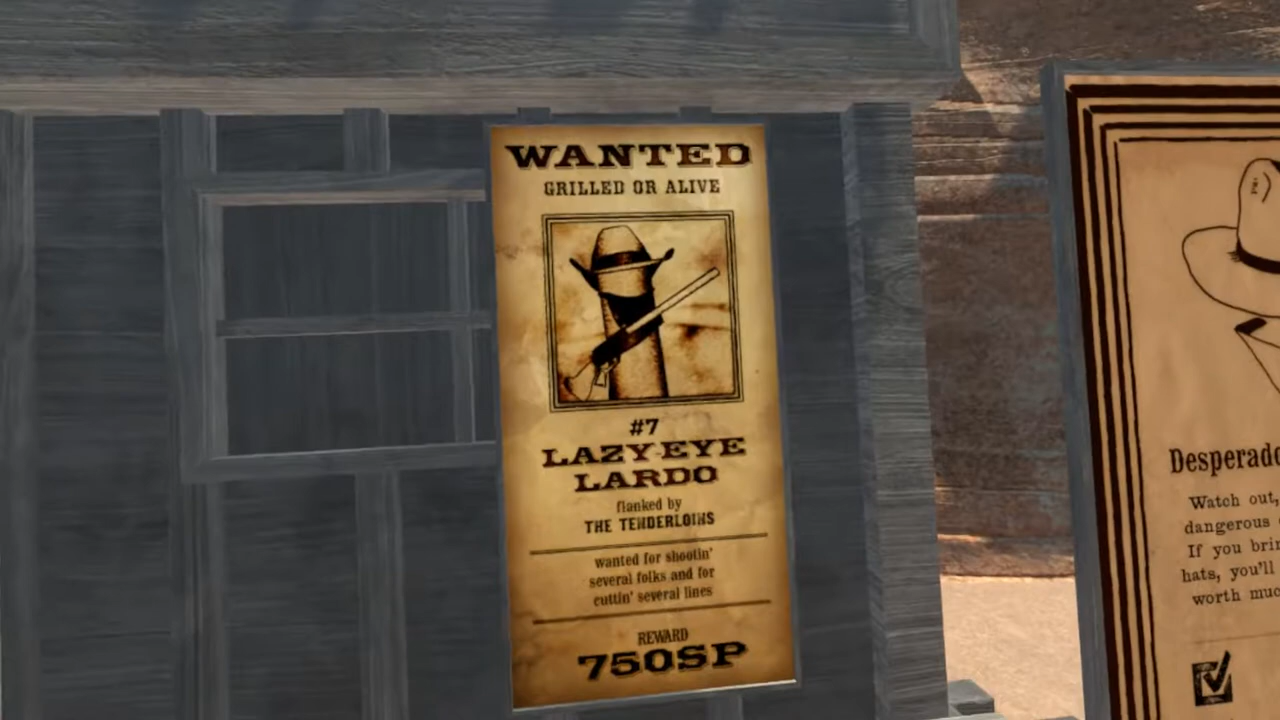 WANTED
GRILLED OR ALIVE
#7
LAZY-EYE
LARDO
flanked by
THE TENDERLOINS
wanted for shootin'
several folks and for
cuttin' several lines
REWARD
750SP
Desperado
Watch out,
dangerous
If you brin
hats, you'll
worth muc